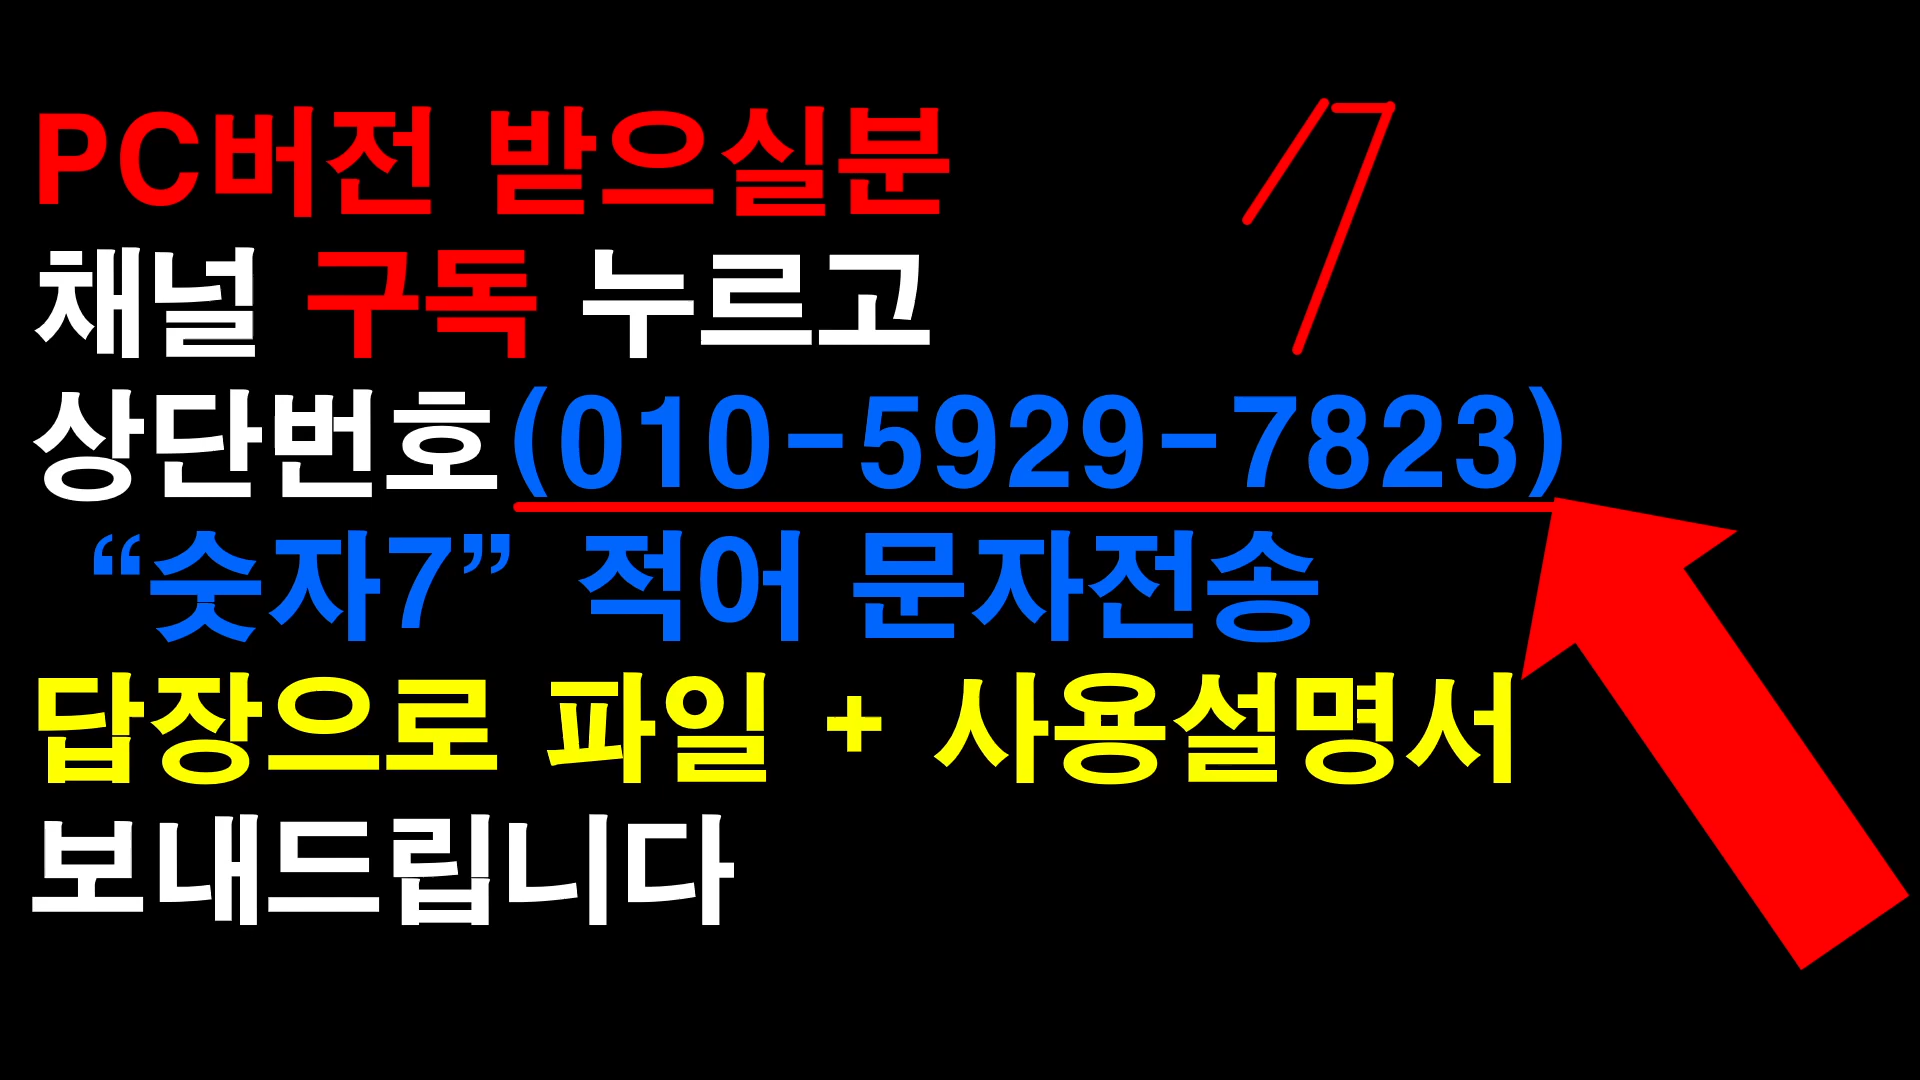 PC버전 받으실분
채널 구독 누르고
상단번호(010-5929-7823)
“숫자7” 적어 문자전송
답장으로 파일 + 사용설명서
보내드립니다
7